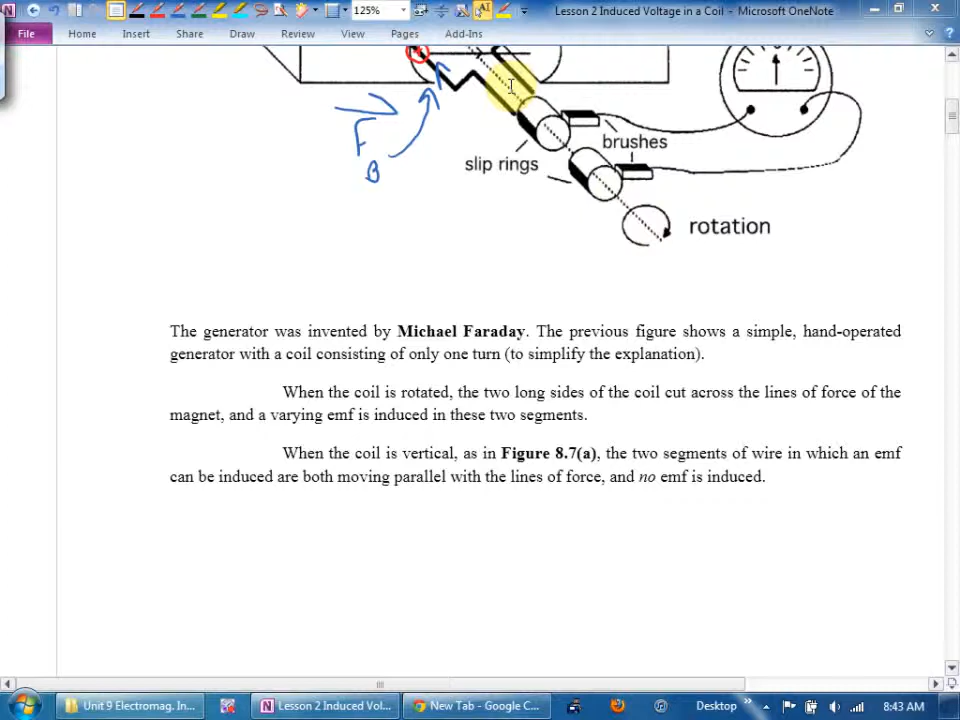 Lesson 2 Induced Voltage in a Coil - Microsoft OneNote
125%
File Home Insert Share Draw Review View Pages Add-Ins
F
B
brushes
slip rings
rotation
The generator was invented by Michael Faraday. The previous figure shows a simple, hand-operated
generator with a coil consisting of only one turn (to simplify the explanation).
When the coil is rotated, the two long sides of the coil cut across the lines of force of the
magnet, and a varying emf is induced in these two segments.
When the coil is vertical, as in Figure 8.7(a), the two segments of wire in which an emf
can be induced are both moving parallel with the lines of force, and no emf is induced.
Unit 9 Electromag. In... Lesson 2 Induced Vol... New Tab - Google C... Desktop 8:43 AM